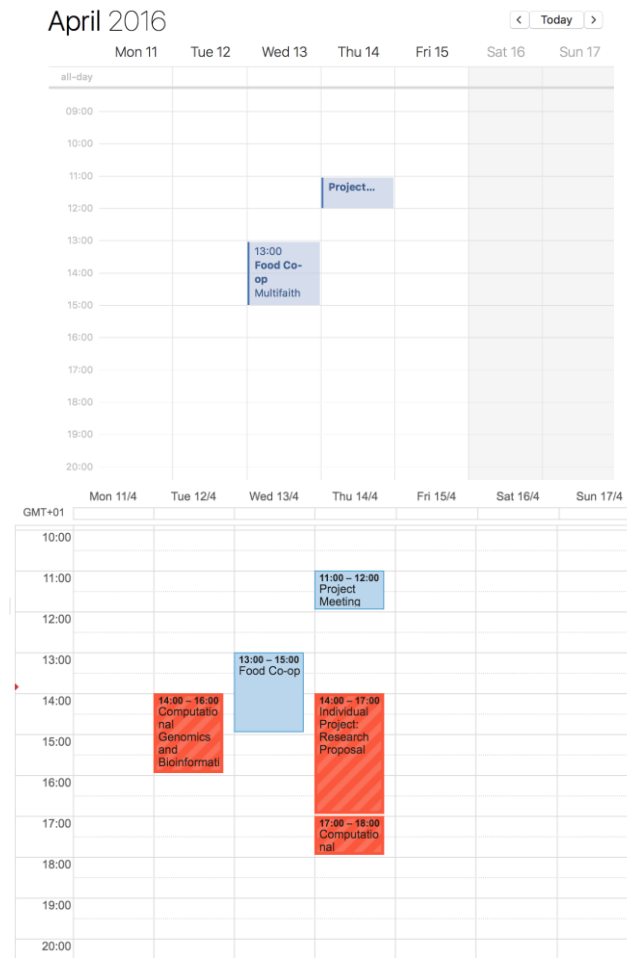 April 2016
< Today >
Mon 11 Tue 12 Wed 13 Thu 14 Fri 15 Sat 16 Sun 17
all-day
09:00
10:00
11:00
Project...
12:00
13:00
13:00
Food Co-
op
Multifaith
14:00
15:00
16:00
17:00
18:00
19:00
20:00
Mon 11/4 Tue 12/4 Wed 13/4 Thu 14/4 Fri 15/4 Sat 16/4 Sun 17/4
GMT+01
10:00
11:00
11:00 – 12:00
Project
Meeting
12:00
13:00
13:00 – 15:00
Food Co-op
14:00
14:00 – 16:00
Computatio
nal
Genomics
and
Bioinformati
14:00 – 17:00
Individual
Project:
Research
Proposal
15:00
16:00
17:00
17:00 – 18:00
Computatio
nal
18:00
19:00
20:00